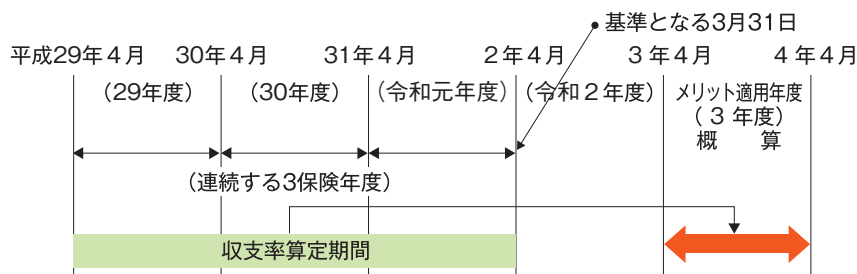 基準となる3月31日
平成29年4月 30年4月 31年4月 2年4月 3年4月 4年4月
(29年度) (30年度) (令和元年度) (令和2年度) メリット適用年度
(3年度)
概算
(連続する3保険年度)
収支率算定期間